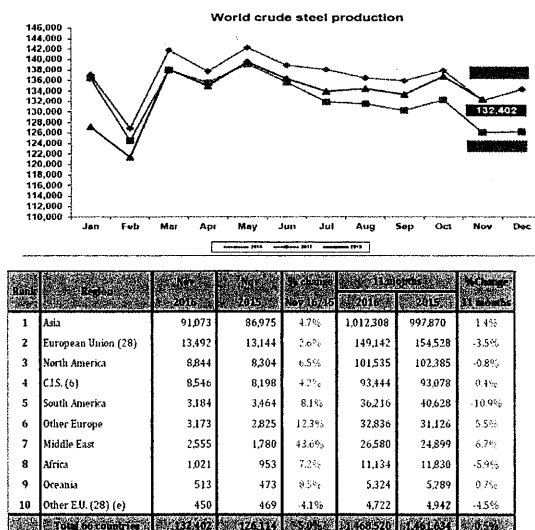 World crude steel production
146,000
144,000
142,000
140,000
138,000
136,000
134,000
132,000
130,000
128,000
126,000
124,000
122,000
120,000
118,000
116,000
114,000
112,000
110,000
132,402
Jan Feb Mar Apr May Jun Jul Aug Sep Oct Nov Dec
Rank Region Nov 2016 2015 % change Nov 16/15 11 months 2016 2015 %Change 11 months
1 Asia 91,073 86,975 4.7% 1,012,308 997,870 1.4%
2 European Union (28) 13,492 13,144 2.6% 149,142 154,528 -3.5%
3 North America 8,844 8,304 6.5% 101,535 102,385 -0.8%
4 C.I.S. (6) 8,546 8,198 4.2% 93,444 93,078 0.4%
5 South America 3,184 3,464 8.1% 36,216 40,628 -10.9%
6 Other Europe 3,173 2,825 12.3% 32,836 31,126 5.5%
7 Middle East 2,555 1,780 43.6% 26,580 24,899 6.7%
8 Africa 1,021 953 7.2% 11,134 11,830 -5.9%
9 Oceania 513 473 8.5% 5,324 5,289 0.7%
10 Other E.U. (28) (e) 450 469 -4.1% 4,722 4,942 -4.5%
Total 66 countries 132,402 126,114 5.0%